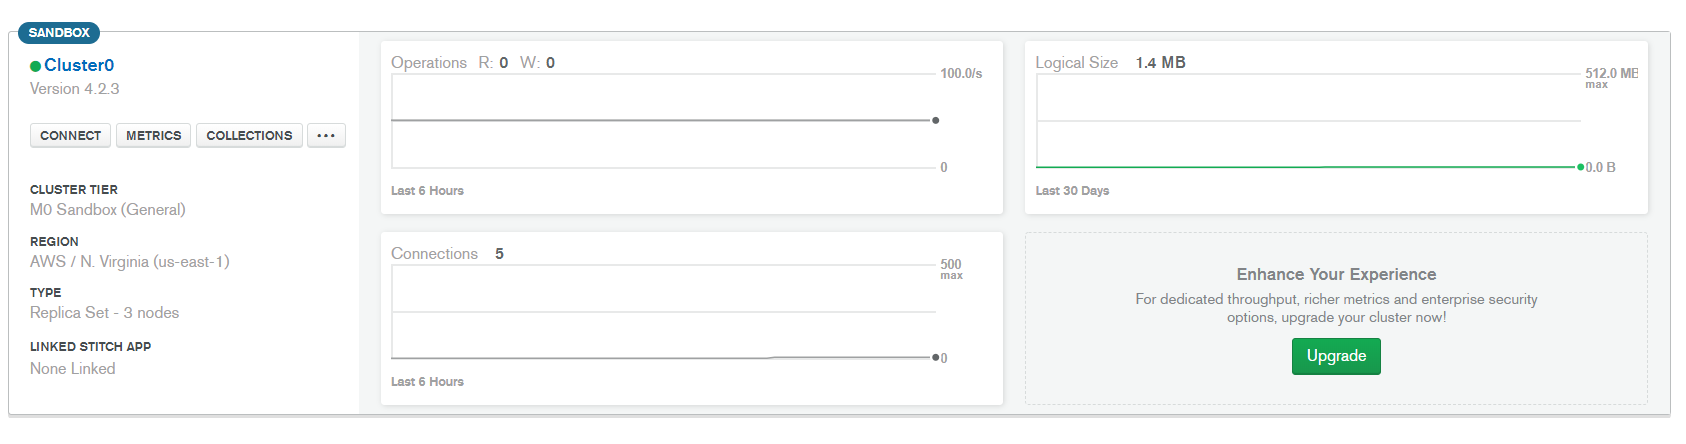 SANDBOX
Cluster0
Version 4.2.3
CONNECT METRICS COLLECTIONS •••
CLUSTER TIER
M0 Sandbox (General)
REGION
AWS / N. Virginia (us-east-1)
TYPE
Replica Set - 3 nodes
LINKED STITCH APP
None Linked
Operations R: 0 W: 0
100.0/s
0
Last 6 Hours
Logical Size 1.4 MB
512.0 MB
max
0.0 B
Last 30 Days
Connections 5
500
max
0
Last 6 Hours
Enhance Your Experience
For dedicated throughput, richer metrics and enterprise security
options, upgrade your cluster now!
Upgrade